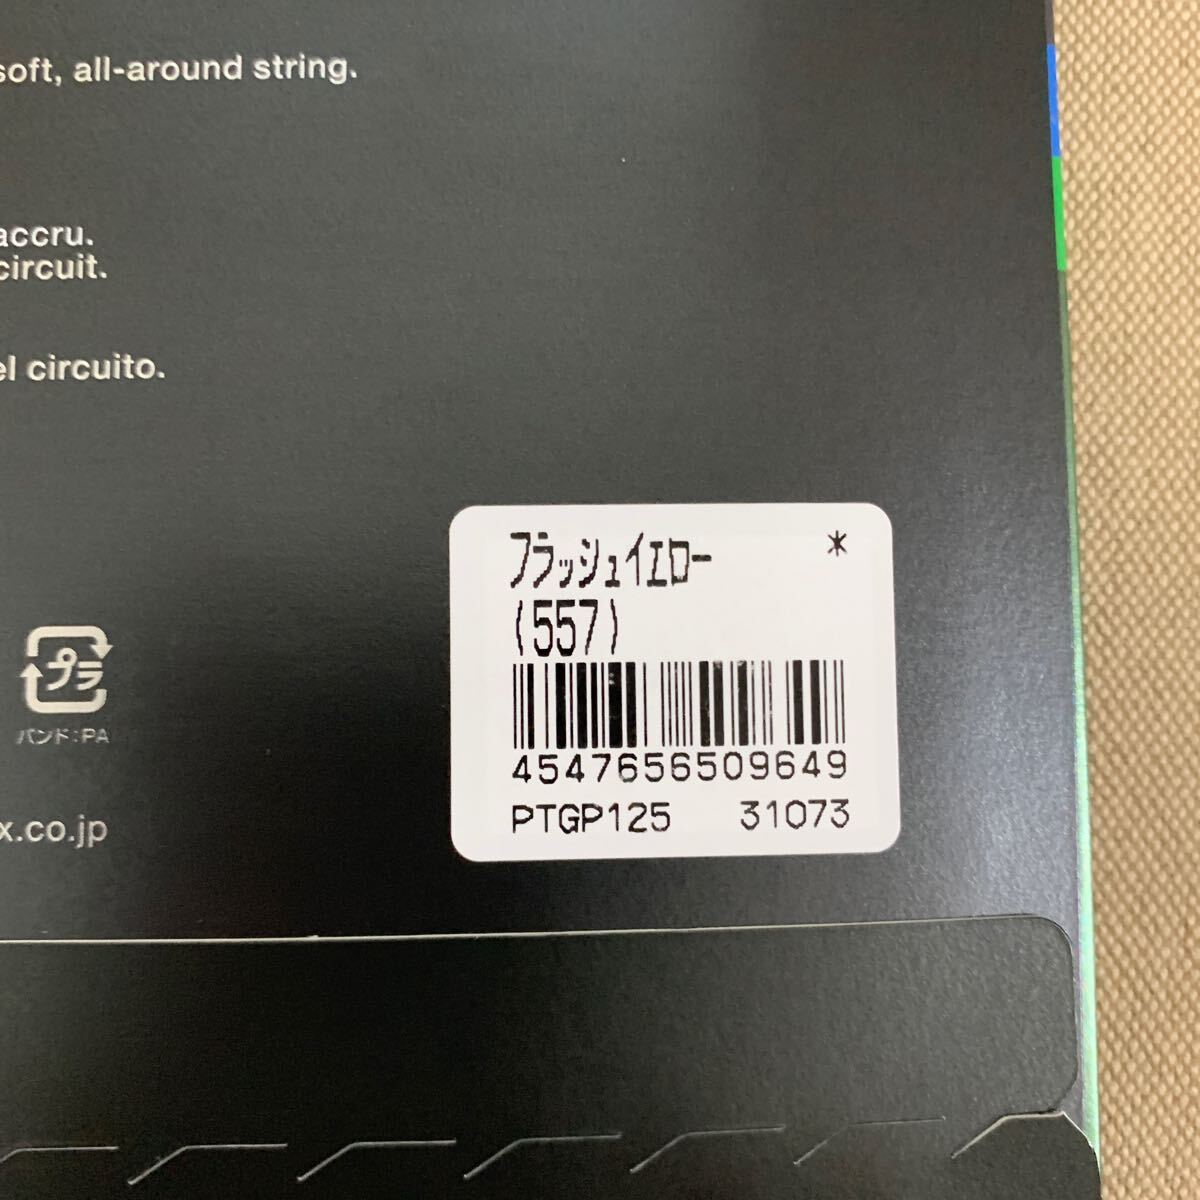 soft, all-around string.
accru.
circuit.
el circuito.
フラッシュイエロー *
(557)
4547656509649
PTGP125 31073
プラ
バンド:PA
x.co.jp